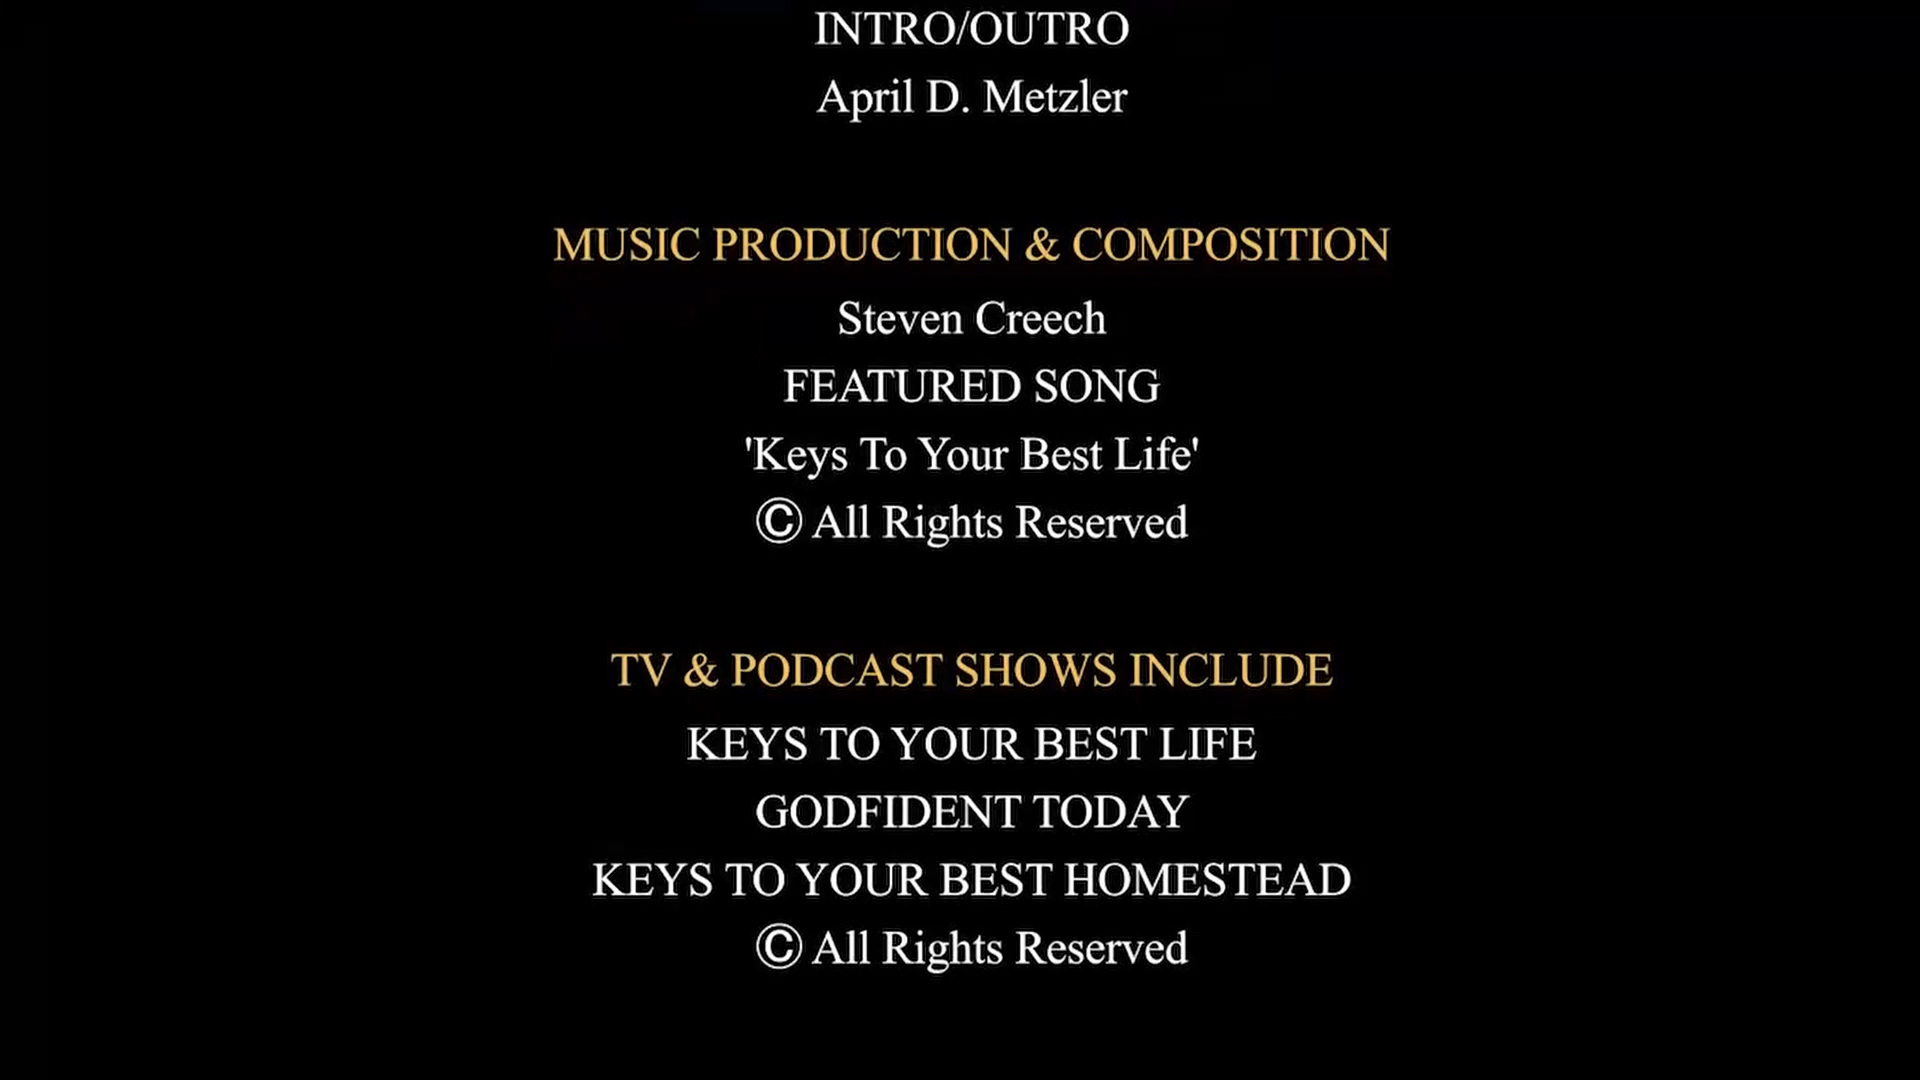 INTRO/OUTRO
April D. Metzler
MUSIC PRODUCTION & COMPOSITION
Steven Creech
FEATURED SONG
'Keys To Your Best Life'
© All Rights Reserved
TV & PODCAST SHOWS INCLUDE
KEYS TO YOUR BEST LIFE
GODFIDENT TODAY
KEYS TO YOUR BEST HOMESTEAD
© All Rights Reserved